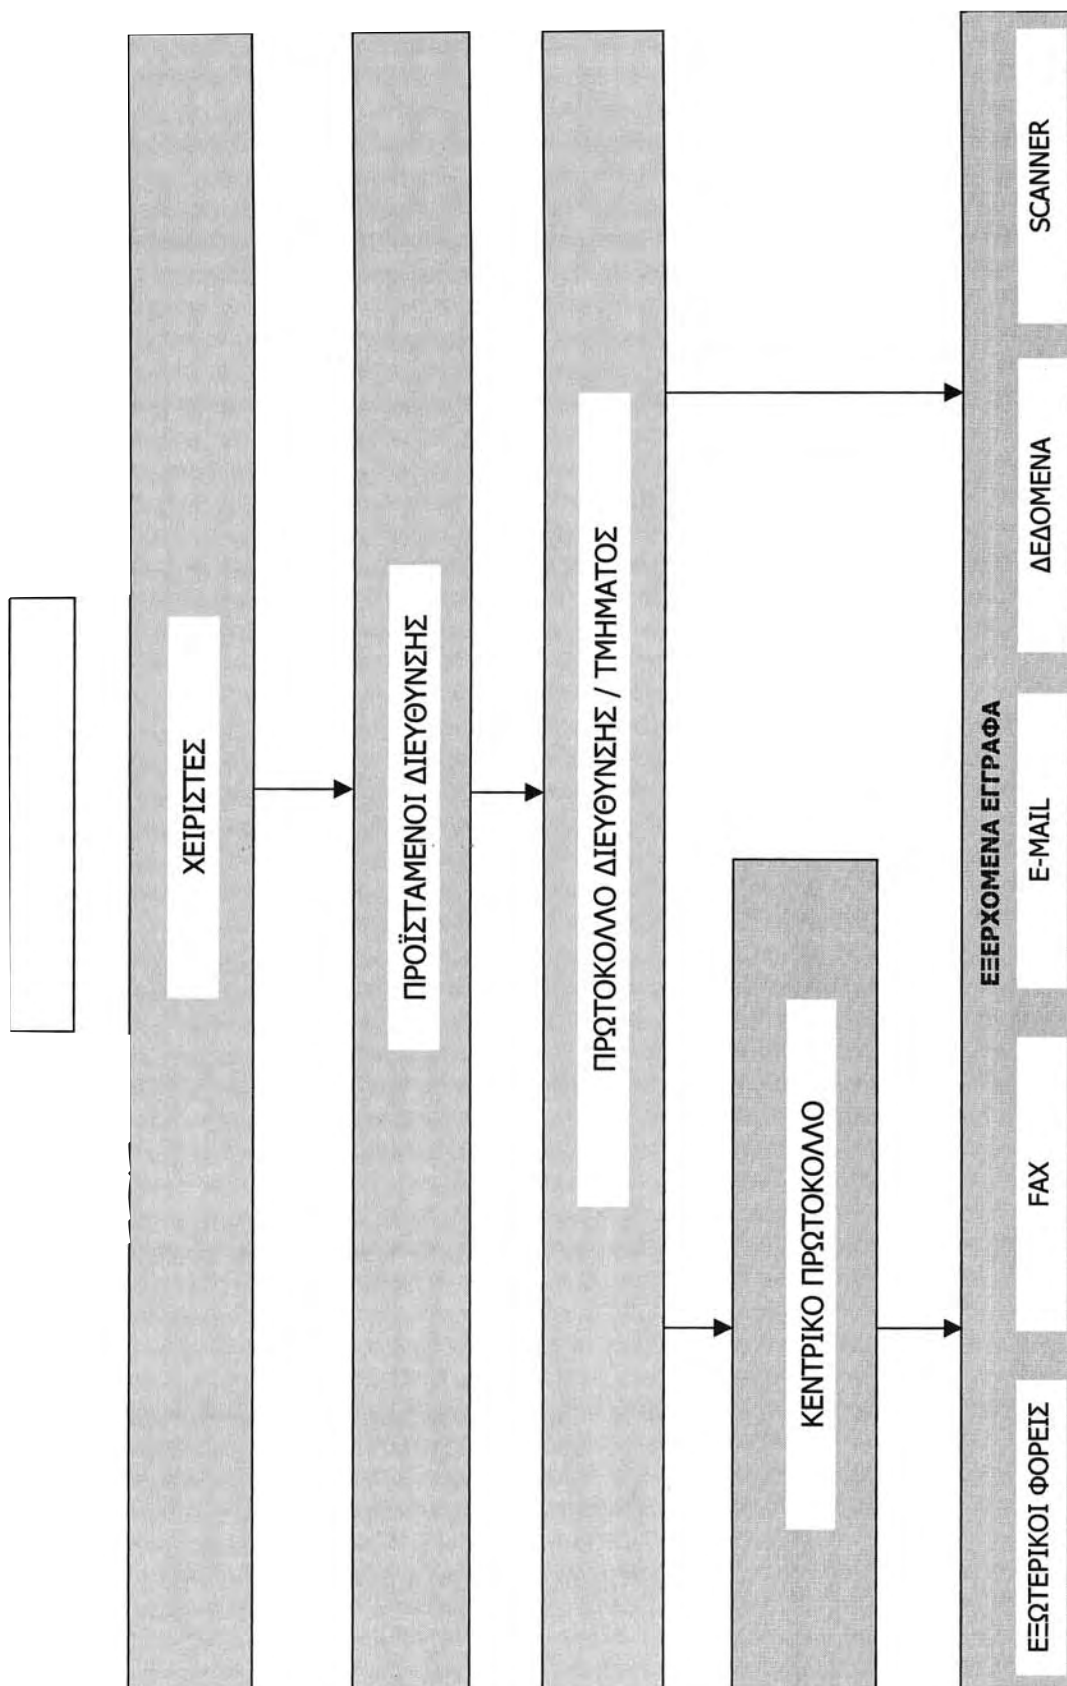 ΧΕΙΡΙΣΤΕΣ
ΠΡΟΪΣΤΑΜΕΝΟΙ ΔΙΕΥΘΥΝΣΗΣ
ΠΡΩΤΟΚΟΛΛΟ ΔΙΕΥΘΥΝΣΗΣ / ΤΜΗΜΑΤΟΣ
ΚΕΝΤΡΙΚΟ ΠΡΩΤΟΚΟΛΛΟ
ΕΞΕΡΧΟΜΕΝΑ ΕΓΓΡΑΦΑ
ΕΞΩΤΕΡΙΚΟΙ ΦΟΡΕΙΣ
FAX
E-MAIL
ΔΕΔΟΜΕΝΑ
SCANNER